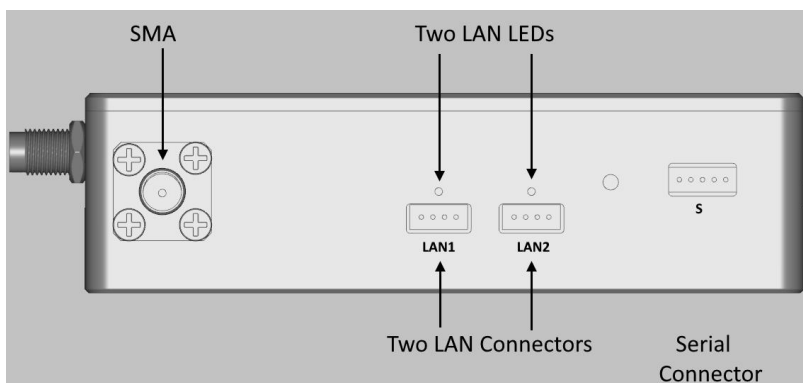 SMA
Two LAN LEDs
LAN1
LAN2
S
Two LAN Connectors
Serial
Connector